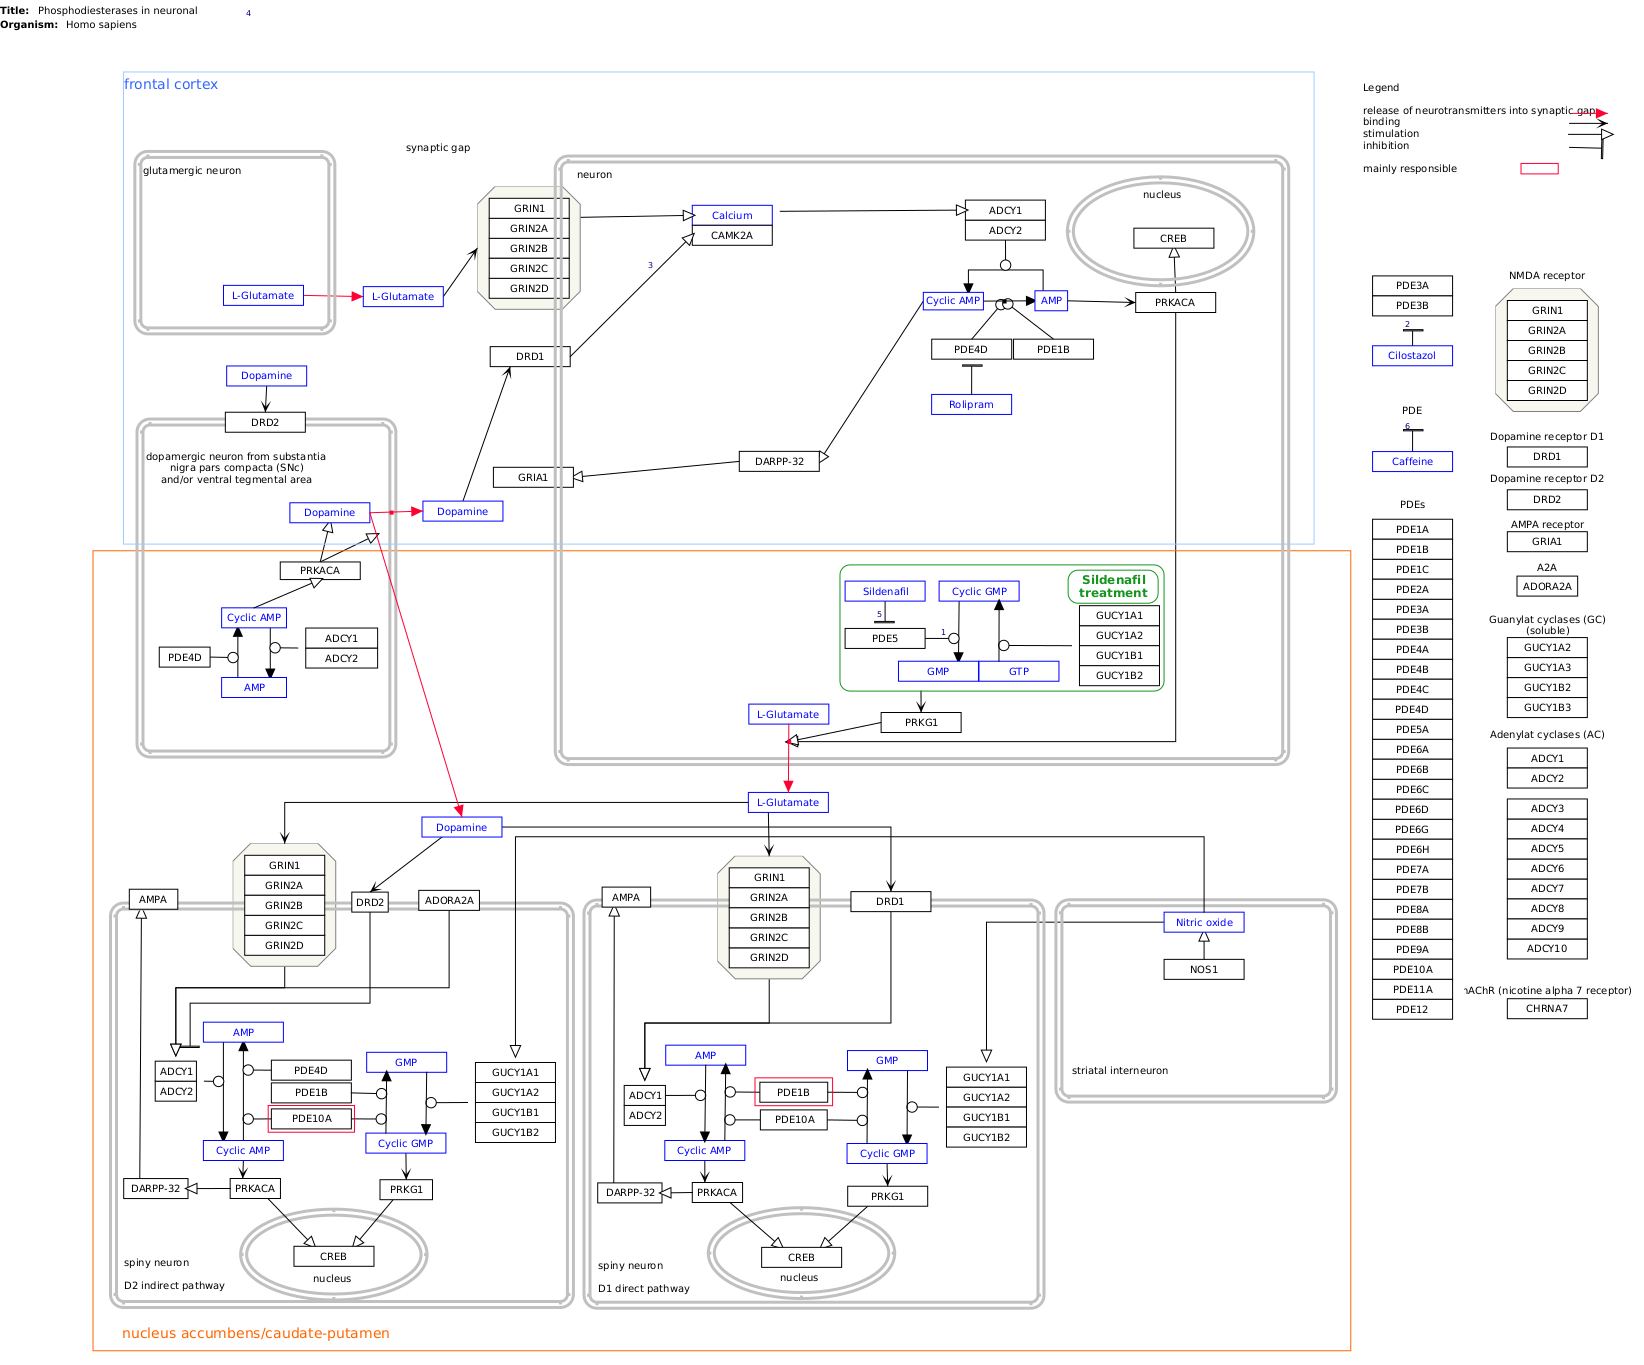 Title: Phosphodiesterases in neuronal
4
Organism: Homo sapiens
frontal cortex
glutamergic neuron
synaptic gap
neuron
nucleus
GRIN1
GRIN2A
GRIN2B
GRIN2C
GRIN2D
Calcium
CAMK2A
3
ADCY1
ADCY2
CREB
L-Glutamate
L-Glutamate
Cyclic AMP
AMP
PRKACA
PDE4D
PDE1B
Rolipram
DRD1
Dopamine
DRD2
dopamergic neuron from substantia
nigra pars compacta (SNc)
and/or ventral tegmental area
DARPP-32
GRIA1
Dopamine
Dopamine
PRKACA
Cyclic AMP
ADCY1
ADCY2
PDE4D
AMP
Sildenafil
treatment
Sildenafil
Cyclic GMP
5
PDE5
1
GUCY1A1
GUCY1A2
GUCY1B1
GUCY1B2
GMP
GTP
L-Glutamate
PRKG1
L-Glutamate
Dopamine
GRIN1
GRIN2A
GRIN2B
GRIN2C
GRIN2D
AMPA
DRD2
ADORA2A
AMP
ADCY1
ADCY2
PDE4D
PDE1B
PDE10A
GMP
GUCY1A1
GUCY1A2
GUCY1B1
GUCY1B2
Cyclic AMP
Cyclic GMP
DARPP-32
PRKACA
PRKG1
CREB
nucleus
spiny neuron
D2 indirect pathway
GRIN1
GRIN2A
GRIN2B
GRIN2C
GRIN2D
AMPA
DRD1
AMP
ADCY1
ADCY2
PDE1B
PDE10A
GMP
GUCY1A1
GUCY1A2
GUCY1B1
GUCY1B2
Cyclic AMP
Cyclic GMP
DARPP-32
PRKACA
PRKG1
CREB
nucleus
spiny neuron
D1 direct pathway
Nitric oxide
NOS1
striatal interneuron
nucleus accumbens/caudate-putamen
Legend
release of neurotransmitters into synaptic gap
binding
stimulation
inhibition
mainly responsible
PDE3A
PDE3B
2
Cilostazol
PDE
6
Caffeine
PDEs
PDE1A
PDE1B
PDE1C
PDE2A
PDE3A
PDE3B
PDE4A
PDE4B
PDE4C
PDE4D
PDE5A
PDE6A
PDE6B
PDE6C
PDE6D
PDE6G
PDE6H
PDE7A
PDE7B
PDE8A
PDE8B
PDE9A
PDE10A
PDE11A
PDE12
NMDA receptor
GRIN1
GRIN2A
GRIN2B
GRIN2C
GRIN2D
Dopamine receptor D1
DRD1
Dopamine receptor D2
DRD2
AMPA receptor
GRIA1
A2A
ADORA2A
Guanylat cyclases (GC)
(soluble)
GUCY1A2
GUCY1A3
GUCY1B2
GUCY1B3
Adenylat cyclases (AC)
ADCY1
ADCY2
ADCY3
ADCY4
ADCY5
ADCY6
ADCY7
ADCY8
ADCY9
ADCY10
nAChR (nicotine alpha 7 receptor)
CHRNA7